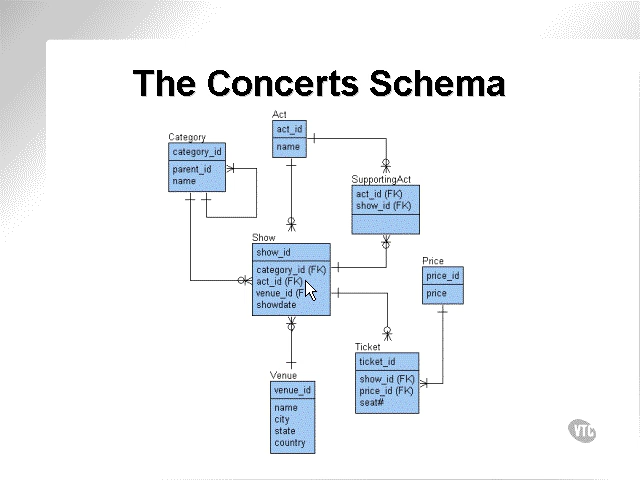 The Concerts Schema
Act
act_id
name
Category
category_id
parent_id
name
SupportingAct
act_id (FK)
show_id (FK)
Show
show_id
category_id (FK)
act_id (FK)
venue_id
showdate
Price
price_id
price
Ticket
ticket_id
show_id (FK)
price_id (FK)
seat#
Venue
venue_id
name
city
state
country
VTC